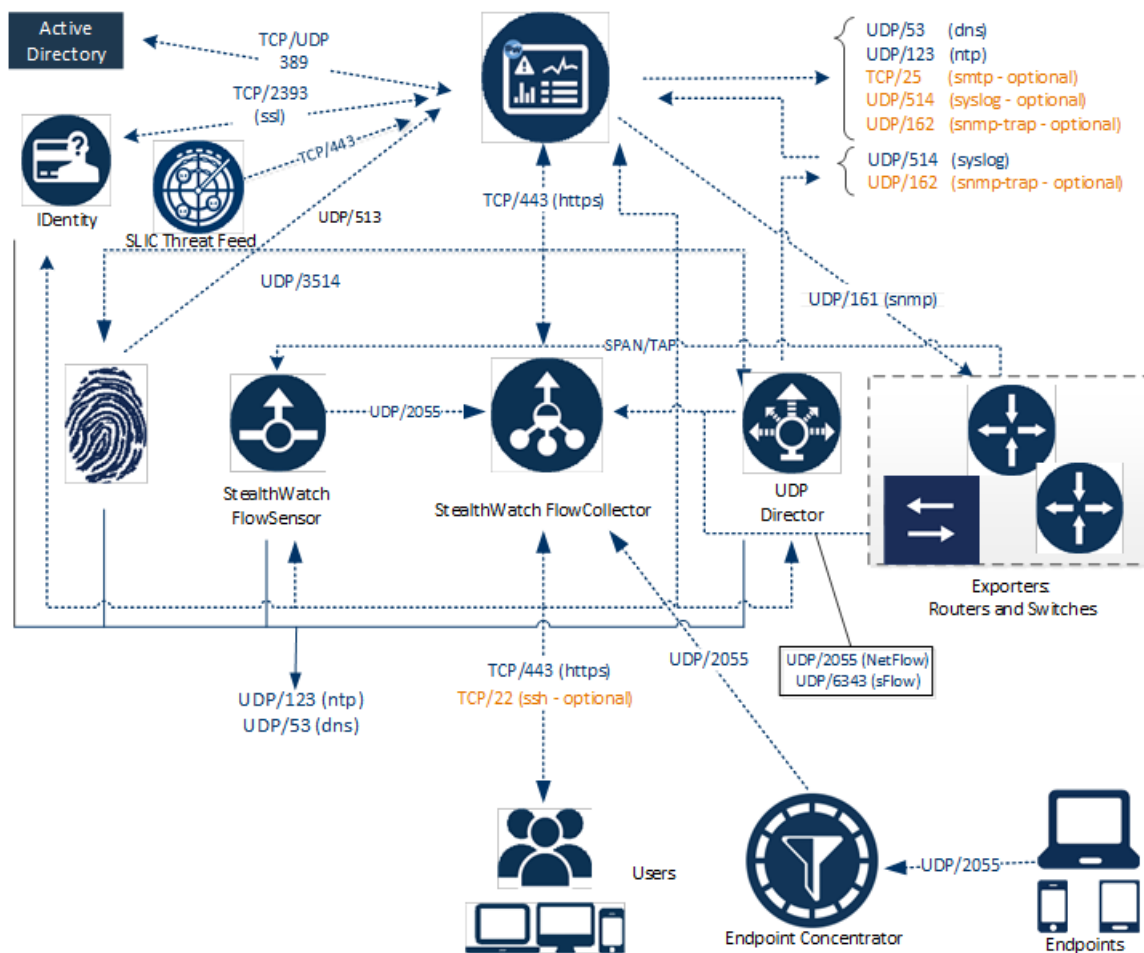 Active
Directory
TCP/UDP
389
TCP/2393
(ssl)
TCP/443
IDentity
SLIC Threat Feed
UDP/513
UDP/3514
TCP/443 (https)
UDP/53 (dns)
UDP/123 (ntp)
TCP/25 (smtp - optional)
UDP/514 (syslog - optional)
UDP/162 (snmp-trap - optional)
UDP/514 (syslog)
UDP/162 (snmp-trap - optional)
UDP/161 (snmp)
SPAN/TAP
UDP/2055
StealthWatch
FlowSensor
StealthWatch FlowCollector
UDP
Director
Exporters:
Routers and Switches
UDP/2055 (NetFlow)
UDP/6343 (sFlow)
UDP/123 (ntp)
UDP/53 (dns)
TCP/443 (https)
TCP/22 (ssh - optional)
UDP/2055
Users
UDP/2055
Endpoint Concentrator
Endpoints